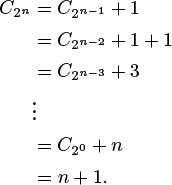 C_{2^n} = C_{2^{n-1}} + 1
= C_{2^{n-2}} + 1 + 1
= C_{2^{n-3}} + 3
⋮
= C_{2^0} + n
= n + 1.